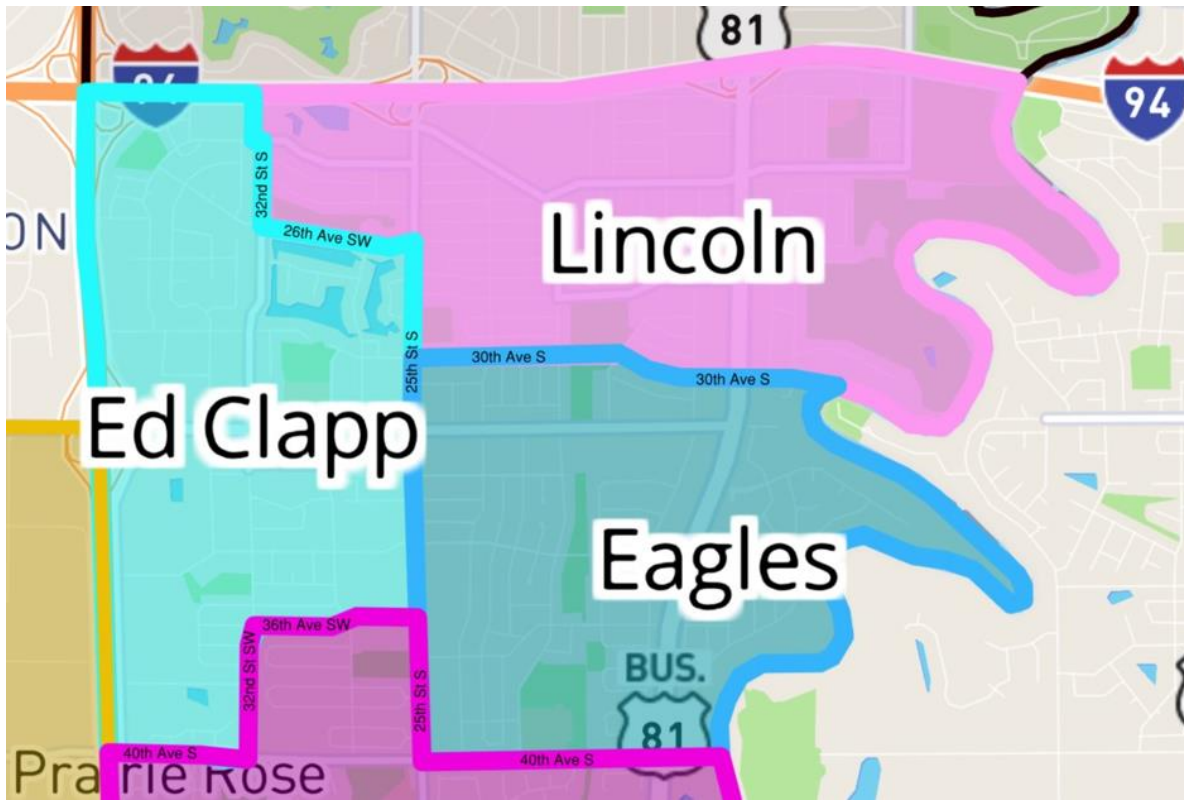 81
94
94
32nd St S
26th Ave SW
ON
Lincoln
25th St S
30th Ave S
30th Ave S
Ed Clapp
Eagles
36th Ave SW
32nd St SW
25th St S
BUS.
81
40th Ave S
40th Ave S
Prairie Rose